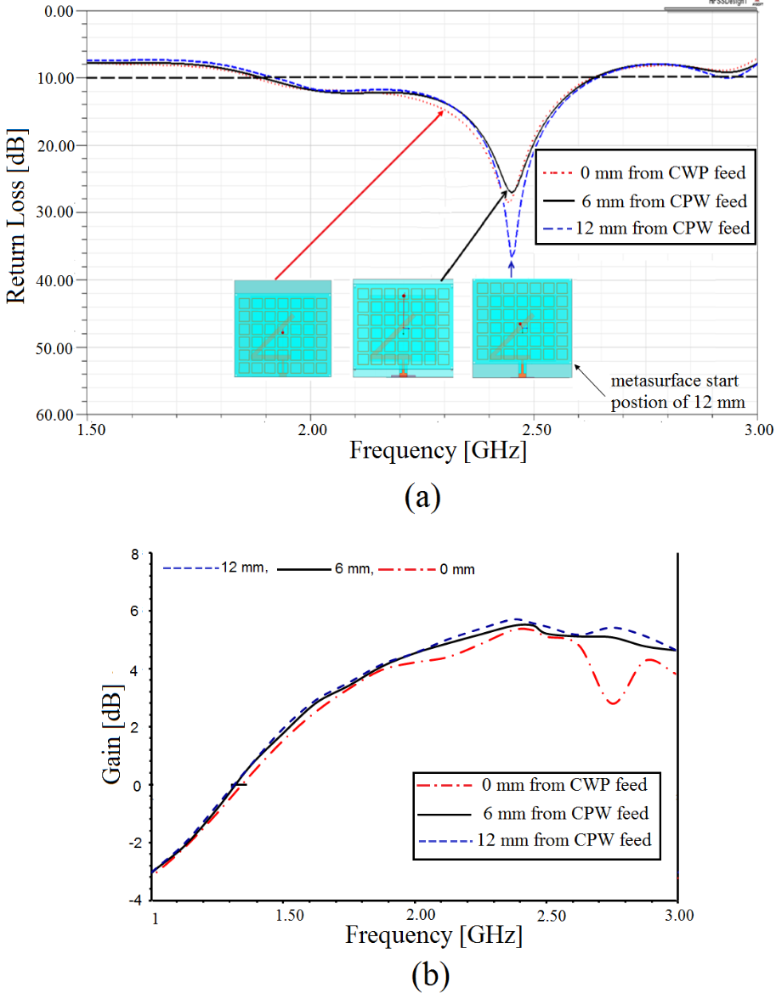 HFSSDesign1
0.00
10.00
20.00
30.00
40.00
50.00
60.00
Return Loss [dB]
0 mm from CWP feed
6 mm from CPW feed
12 mm from CPW feed
metasurface start
postion of 12 mm
1.50
2.00
2.50
3.00
Frequency [GHz]
(a)
8
6
4
2
0
-2
-4
Gain [dB]
12 mm,
6 mm,
0 mm
0 mm from CWP feed
6 mm from CPW feed
12 mm from CPW feed
1
1.50
2.00
2.50
3.00
Frequency [GHz]
(b)